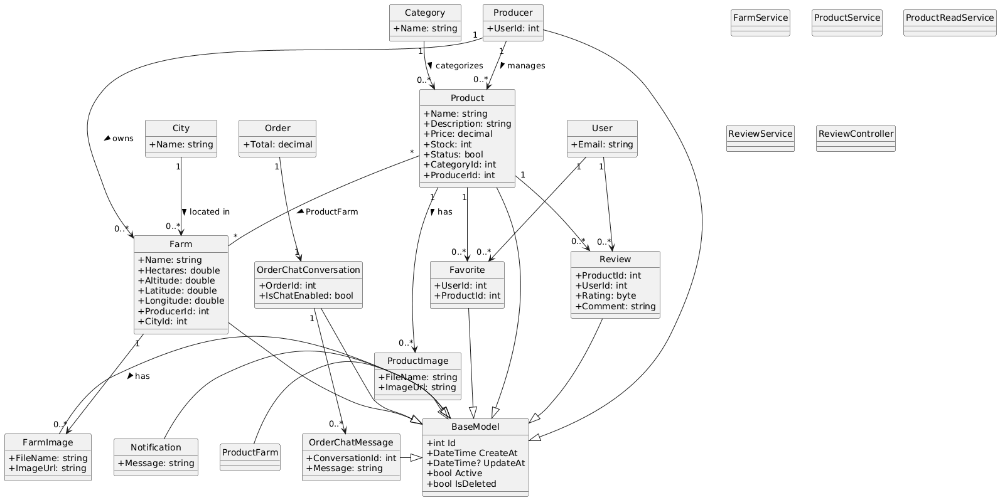 Category
+Name: string
Producer
+UserId: int
FarmService
ProductService
ProductReadService
1
1
1
categorizes
manages
0..*
0..*
Product
+Name: string
+Description: string
+Price: decimal
+Stock: int
+Status: bool
+CategoryId: int
+ProducerId: int
owns
City
+Name: string
Order
+Total: decimal
User
+Email: string
ReviewService
ReviewController
*
1
1
1
1
1
1
1
located in
ProductFarm
has
0..*
0..*
*
0..*
0..*
Farm
+Name: string
+Hectares: double
+Altitude: double
+Latitude: double
+Longitude: double
+ProducerId: int
+CityId: int
1
OrderChatConversation
+OrderId: int
+IsChatEnabled: bool
0..*
0..*
Favorite
+UserId: int
+ProductId: int
Review
+ProductId: int
+UserId: int
+Rating: byte
+Comment: string
1
1
0..*
ProductImage
+FileName: string
+ImageUrl: string
has
0..*
0..*
FarmImage
+FileName: string
+ImageUrl: string
Notification
+Message: string
ProductFarm
OrderChatMessage
+ConversationId: int
+Message: string
BaseModel
+int Id
+DateTime CreateAt
+DateTime? UpdateAt
+bool Active
+bool IsDeleted